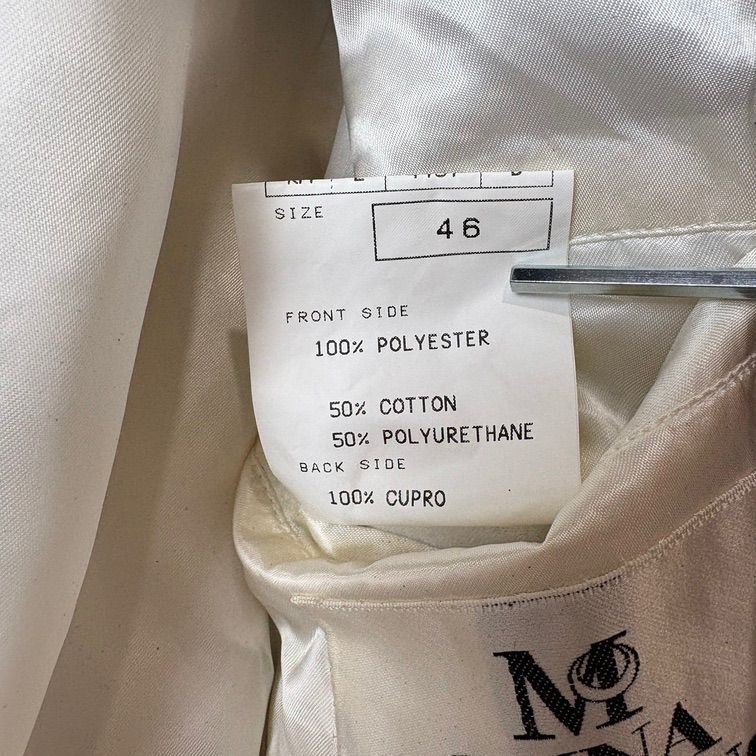 SIZE
46
FRONT SIDE
100% POLYESTER
50% COTTON
50% POLYURETHANE
BACK SIDE
100% CUPRO
M